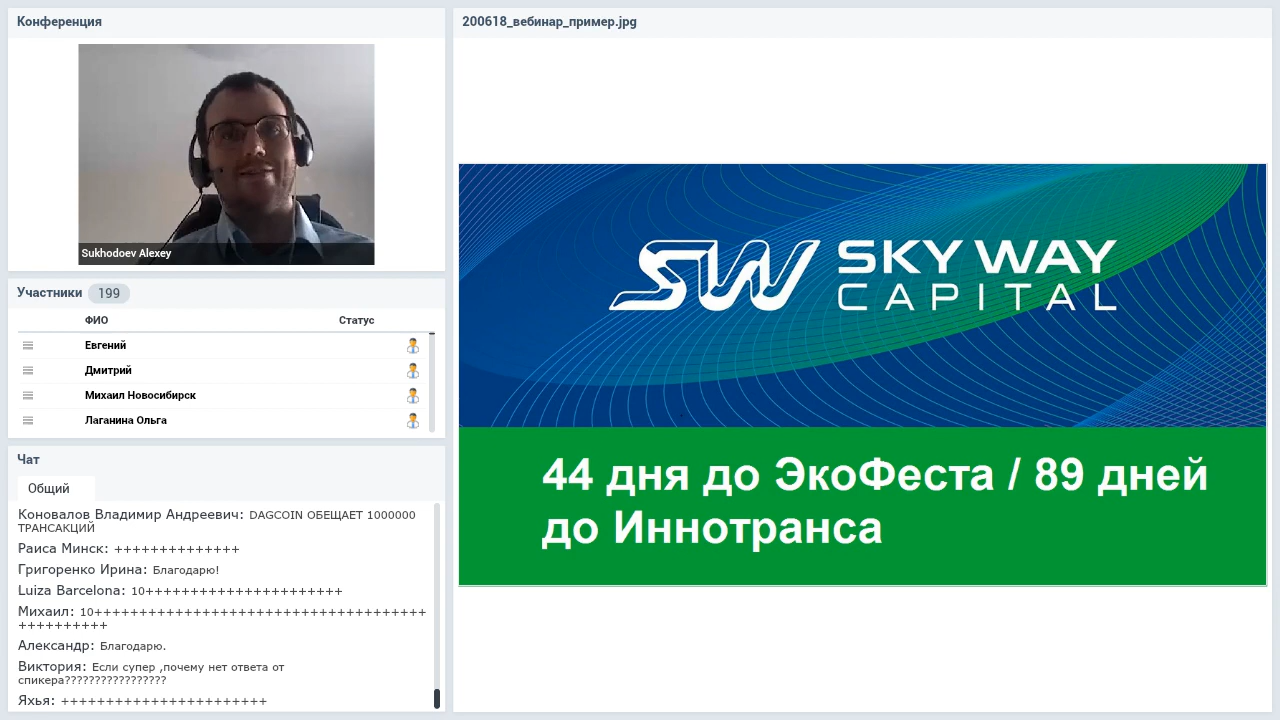 Конференция
Sukhodoev Alexey
Участники 199
ФИО Статус
Евгений
Дмитрий
Михаил Новосибирск
Лаганина Ольга
Чат
Общий
Коновалов Владимир Андреевич: DAGCOIN ОБЕЩАЕТ 1000000
ТРАНСАКЦИЙ
Раиса Минск: ++++++++++++++
Григоренко Ирина: Благодарю!
Luiza Barcelona: 10++++++++++++++++++++++
Михаил: 10+++++++++++++++++++++++++++++++++++++
++++++++++
Александр: Благодарю.
Виктория: Если супер ,почему нет ответа от
спикера?????????????????
Яхья: +++++++++++++++++++++++
200618_вебинар_пример.jpg
SW SKY WAY
CAPITAL
44 дня до ЭкоФеста / 89 дней
до Иннотранса